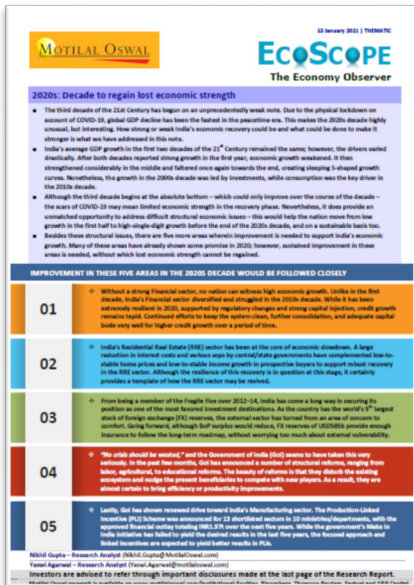 12 January 2021 | THEMATIC
MOTILAL OSWAL
ECOSCOPE
The Economy Observer
2020s: Decade to regain lost economic strength
The third decade of the 21st Century has begun on an unprecedentedly weak note. Due to the physical lockdown on
account of COVID-19, global GDP decline has been the fastest in the peacetime era. This makes the 2020s decade highly
unusual, but interesting. How strong or weak India's economic recovery could be and what could be done to make it
stronger is what we have addressed in this note.
India's average GDP growth in the first two decades of the 21st Century remained the same; however, the drivers varied
drastically. After both decades reported strong growth in the first year, economic growth weakened. It then
strengthened considerably in the middle and faltered once again towards the end, creating sleeping S-shaped growth
curves. Nonetheless, the growth in the 2000s decade was led by investments, while consumption was the key driver in
the 2010s decade.
Although the third decade begins at the absolute bottom – which could only improve over the course of the decade –
the scars of COVID-19 may mean limited economic strength in the recovery phase. Nevertheless, it does provide an
unmatched opportunity to address difficult structural economic issues – this would help the nation move from low
growth in the first half to high-single-digit growth before the end of the 2020s decade, and on a sustainable basis too.
Besides these structural issues, there are five more areas wherein improvement is needed to support India's economic
growth. Many of these areas have already shown some promise in 2020; however, sustained improvement in these
areas is needed, without which lost economic strength cannot be regained.
IMPROVEMENT IN THESE FIVE AREAS IN THE 2020S DECADE WOULD BE FOLLOWED CLOSELY
01
Without a strong Financial sector, no nation can witness high economic growth. Unlike in the first
decade, India's Financial sector diversified and struggled in the 2010s decade. While it has been
extremely resilient in 2020, supported by regulatory changes and strong capital injection, credit growth
remains tepid. Continued efforts to keep the system clean, further consolidation, and adequate capital
bode very well for higher credit growth over a period of time.
02
India's Residential Real Estate (RRE) sector has been at the core of economic slowdown. A large
reduction in interest costs and various sops by central/state governments have complemented low-to-
stable home prices and low-to-stable income growth in prospective buyers to support robust recovery
in the RRE sector. Although the resilience of this recovery is in question at this stage, it certainly
provides a template of how the RRE sector may be revived.
03
From being a member of the Fragile Five over 2012–14, India has come a long way in securing its
position as one of the most favored investment destinations. As the country has the world's 5th largest
stock of foreign exchange (FX) reserves, the external sector has turned from an area of concern to
comfort. Going forward, although BoP surplus would reduce, FX reserves of USD585b provide enough
insurance to follow the long-term roadmap, without worrying too much about external vulnerability.
04
"No crisis should be wasted," and the Government of India (GoI) seems to have taken this very
seriously. In the past few months, GoI has announced a number of structural reforms, ranging from
labor, agricultural, to educational reforms. The beauty of reforms is that they disturb the existing
ecosystem and nudge the present beneficiaries to compete with new players. As a result, they are
almost certain to bring efficiency or productivity improvements.
05
Lastly, GoI has shown renewed drive toward India's Manufacturing sector. The Production-Linked
Incentive (PLI) Scheme was announced for 13 shortlisted sectors in 10 ministries/departments, with the
approved financial outlay totaling INR1.97t over the next five years. While the government's Make in
India initiative has failed to yield the desired results in the last five years, the focused approach and
linked incentives are expected to yield better results in PLIs.
Nikhil Gupta – Research Analyst (Nikhil.Gupta@MotilalOswal.com)
Yaswi Agarwal – Research Analyst (Yaswi.Agarwal@motilaloswal.com)
Investors are advised to refer through important disclosures made at the last page of the Research Report.